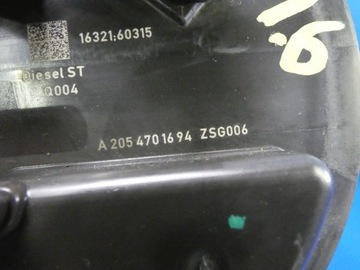 16321;60315
Diesel ST
Q004
A 205 470 16 94 ZSG006
1.6